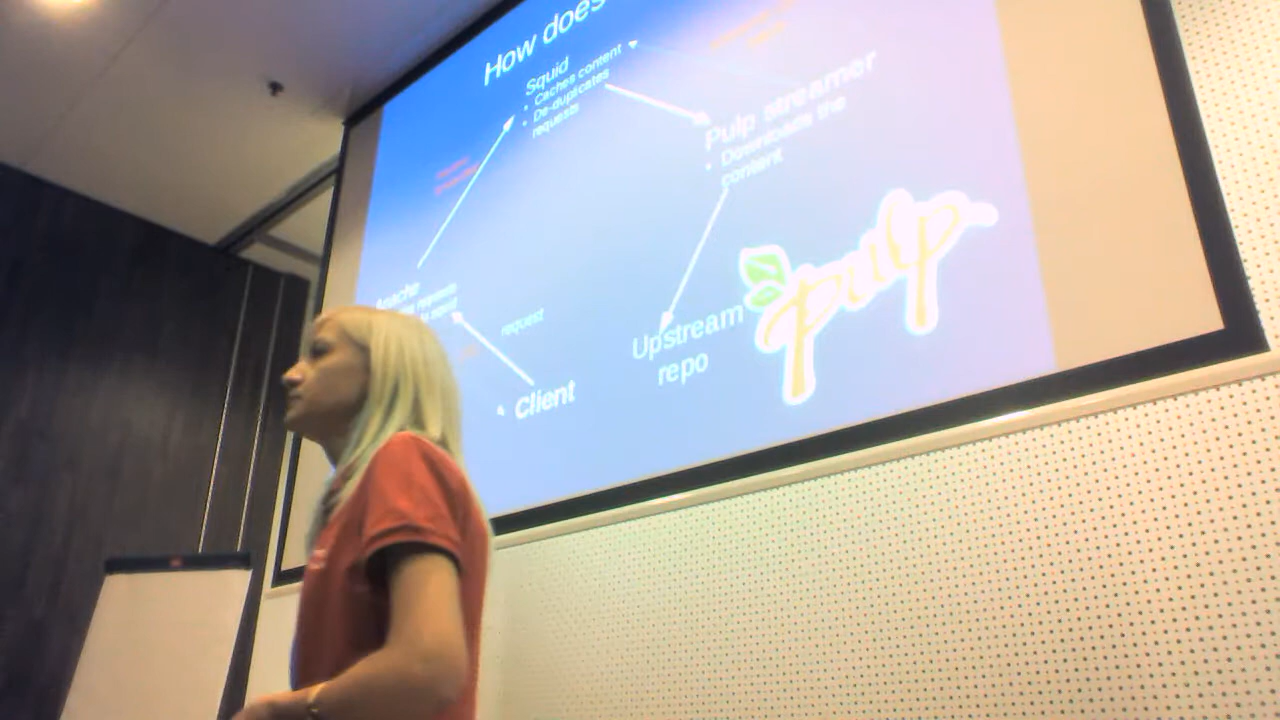 How does
Squid
• Caches content
• De-duplicates
requests
Pulp streamer
• Downloads the
content
Apache
request
Client
Upstream
repo
pulp